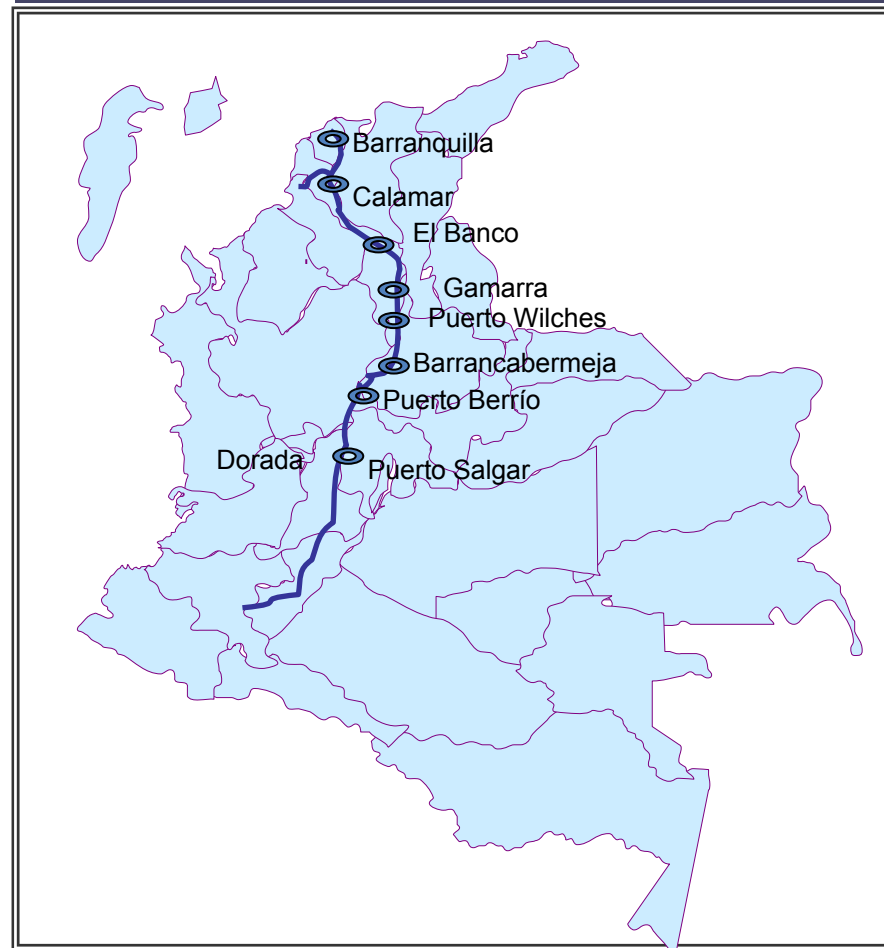 Barranquilla
Calamar
El Banco
Gamarra
Puerto Wilches
Barrancabermeja
Puerto Berrío
Dorada
Puerto Salgar